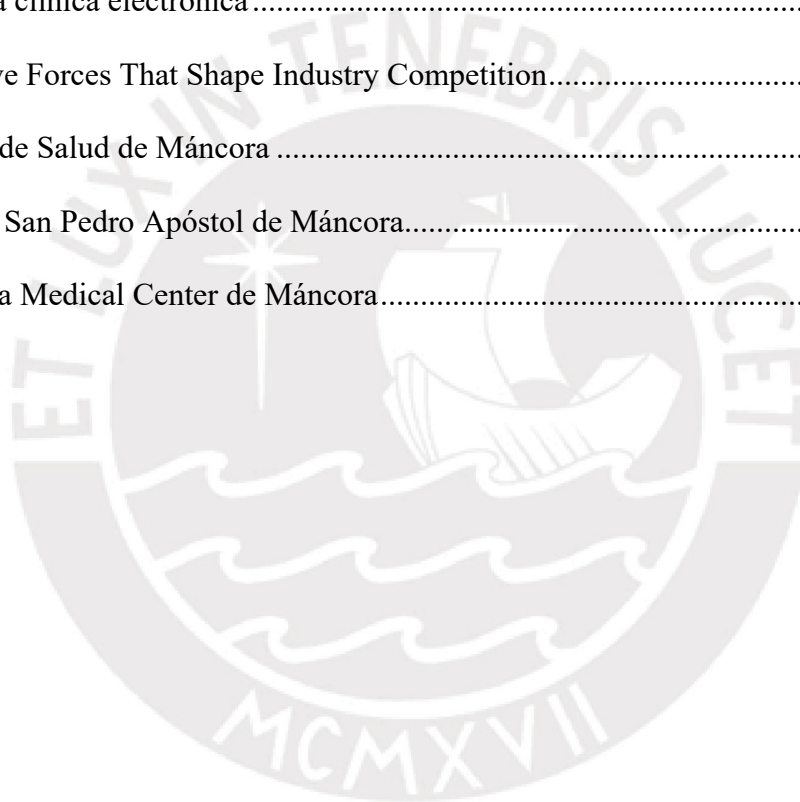 a clínica electrónica......................................................................
ve Forces That Shape Industry Competition................................
de Salud de Máncora ..................................................................
San Pedro Apóstol de Máncora..................................................
a Medical Center de Máncora.....................................................
ET LUX IN TENEBRIS LUCET
MCMXVII